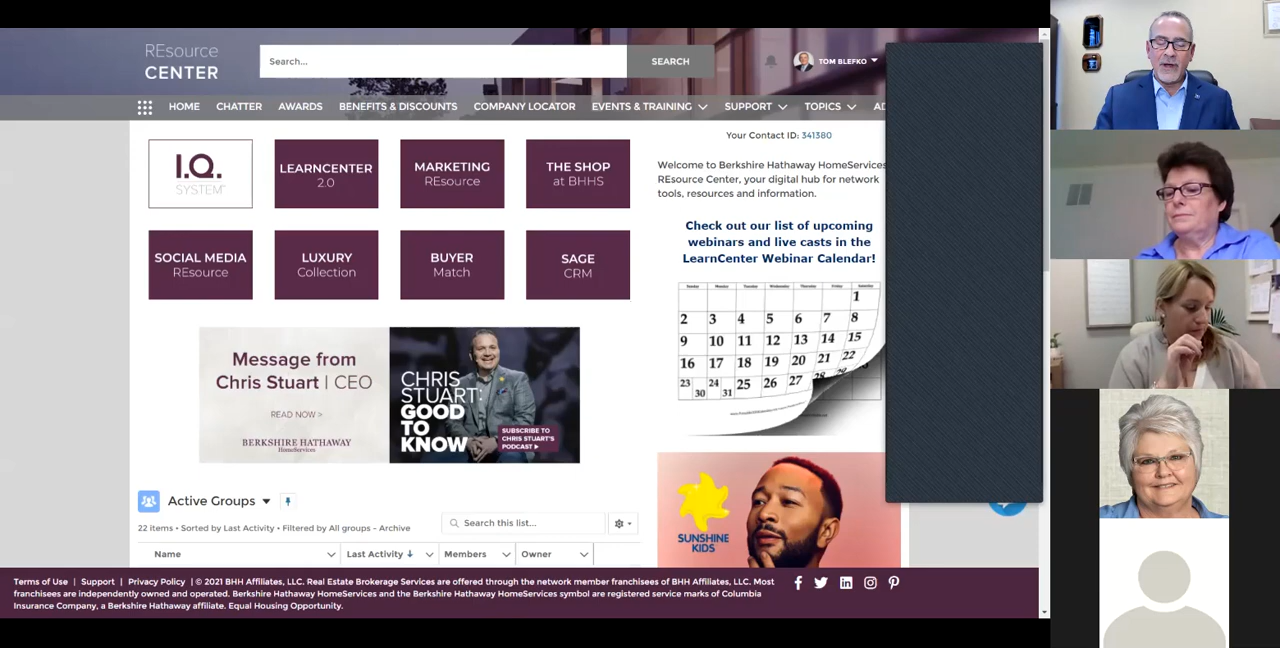 REsource
CENTER
Search...
SEARCH
TOM BLEFKO
HOME
CHATTER
AWARDS
BENEFITS & DISCOUNTS
COMPANY LOCATOR
EVENTS & TRAINING
SUPPORT
TOPICS
AD
I.Q.
SYSTEM
LEARNCENTER
2.0
MARKETING
REsource
THE SHOP
at BHHS
SOCIAL MEDIA
REsource
LUXURY
Collection
BUYER
Match
SAGE
CRM
Your Contact ID: 341380
Welcome to Berkshire Hathaway HomeServices
REsource Center, your digital hub for network
tools, resources and information.
Check out our list of upcoming
webinars and live casts in the
LearnCenter Webinar Calendar!
Sunday Monday Tuesday Wednesday Thursday Friday Saturday
1
2 3 4 5 6 7 8
9 10 11 12 13 14 15
16 17 18 19 20 21 22
23 30 24 31 25 26 27 28 29
Message from
Chris Stuart | CEO
READ NOW >
BERKSHIRE HATHAWAY
HomeServices
CHRIS
STUART:
GOOD
TO
KNOW
SUBSCRIBE TO
CHRIS STUART'S
PODCAST
SUNSHINE
KIDS
Active Groups
22 items • Sorted by Last Activity • Filtered by All groups - Archive
Search this list...
Name
Last Activity
Members
Owner
Terms of Use | Support | Privacy Policy | © 2021 BHH Affiliates, LLC. Real Estate Brokerage Services are offered through the network member franchisees of BHH Affiliates, LLC. Most
franchisees are independently owned and operated. Berkshire Hathaway HomeServices and the Berkshire Hathaway HomeServices symbol are registered service marks of Columbia
Insurance Company, a Berkshire Hathaway affiliate. Equal Housing Opportunity.